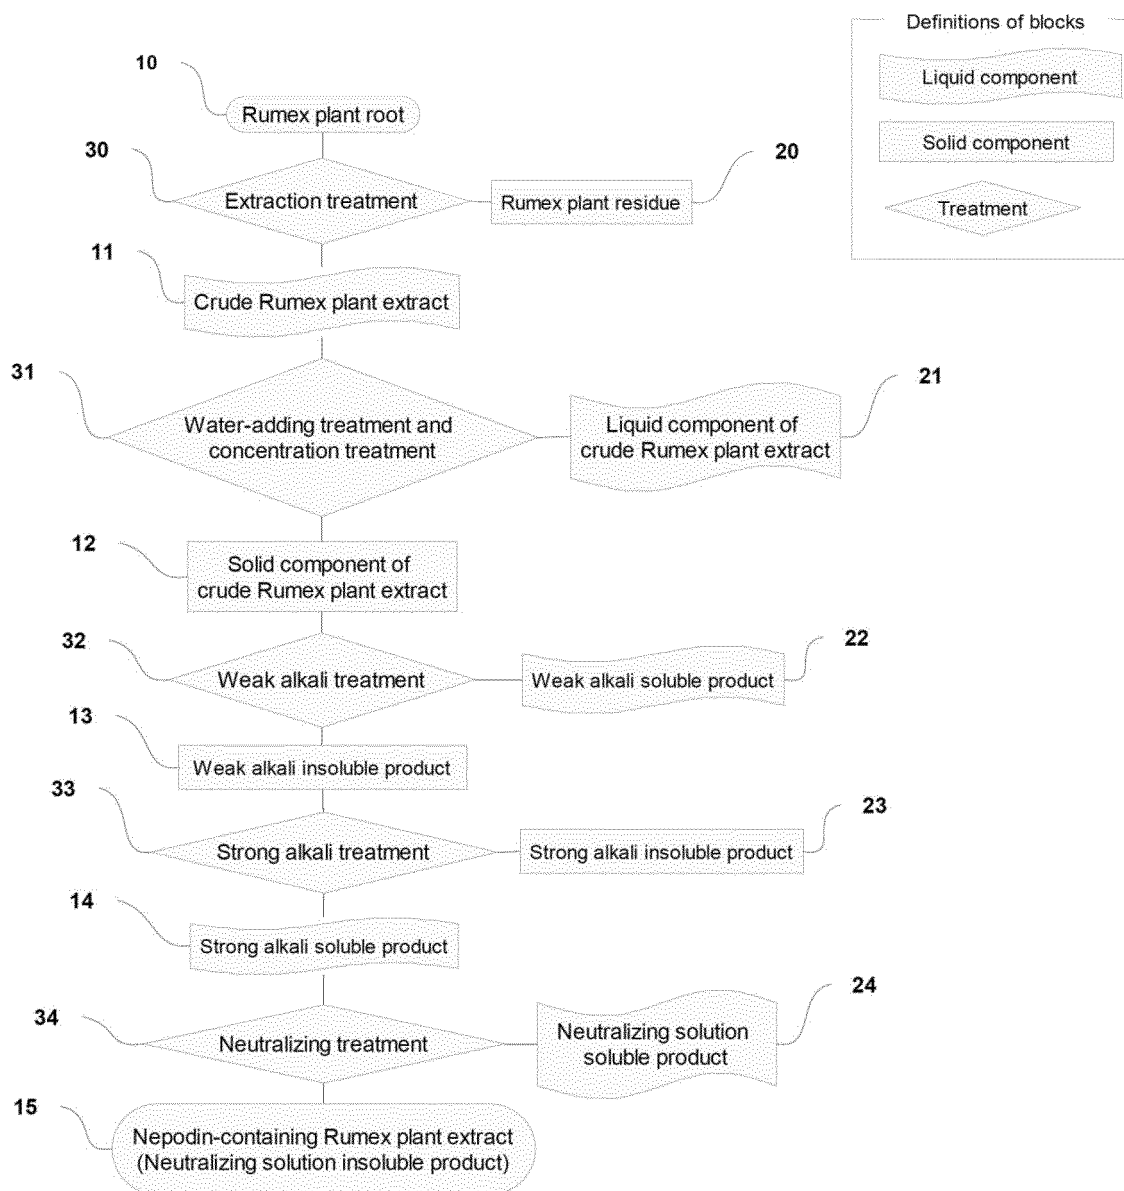 Definitions of blocks
Liquid component
Solid component
Treatment
10
Rumex plant root
30
Extraction treatment
20
Rumex plant residue
11
Crude Rumex plant extract
31
Water-adding treatment and
concentration treatment
21
Liquid component of
crude Rumex plant extract
12
Solid component of
crude Rumex plant extract
32
Weak alkali treatment
22
Weak alkali soluble product
13
Weak alkali insoluble product
33
Strong alkali treatment
23
Strong alkali insoluble product
14
Strong alkali soluble product
34
Neutralizing treatment
24
Neutralizing solution
soluble product
15
Nepodin-containing Rumex plant extract
(Neutralizing solution insoluble product)